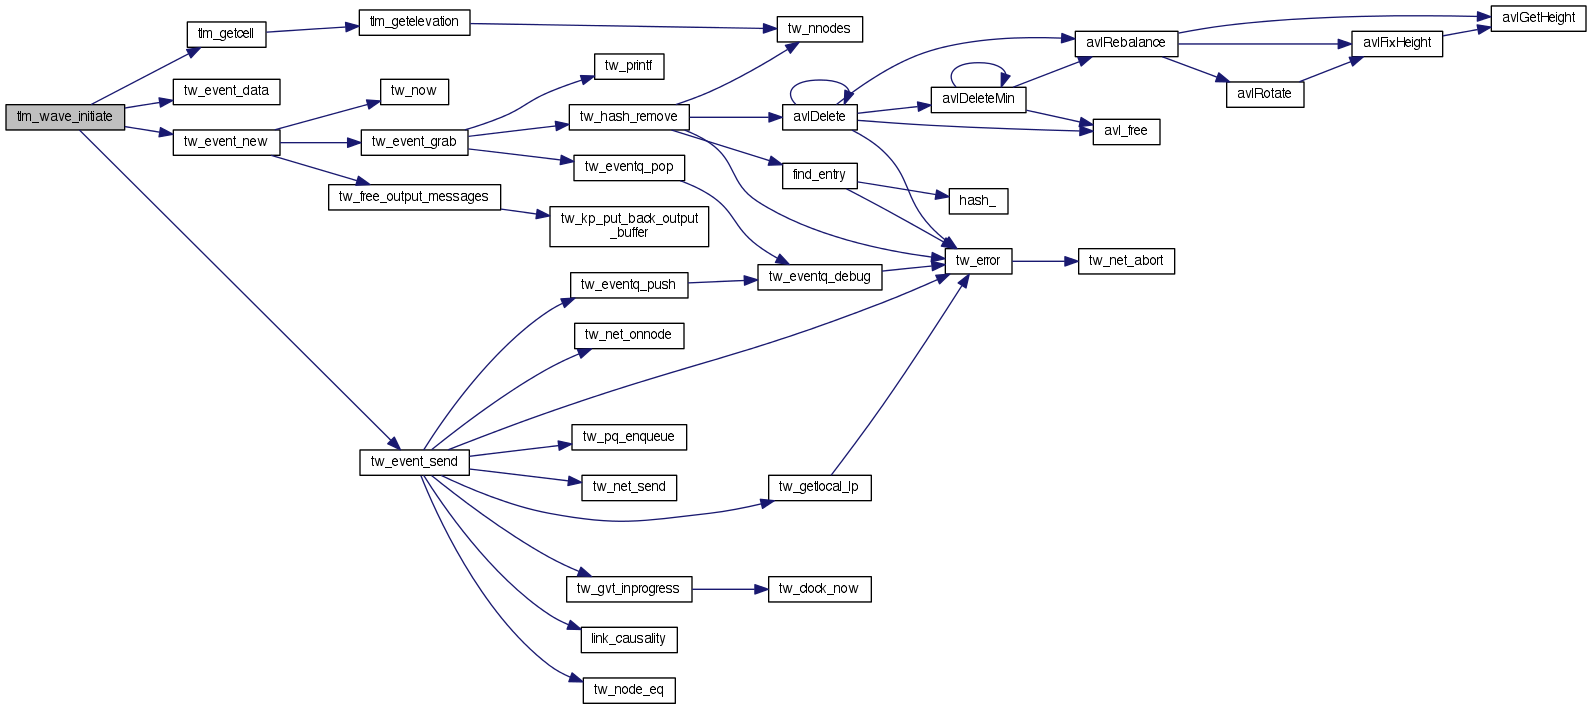 tlm_wave_initiate
tlm_getcell
tlm_getelevation
tw_nnodes
avlGetHeight
avlRebalance
avlFixHeight
tw_printf
tw_event_data
tw_now
avlDeleteMin
avlRotate
tw_hash_remove
avlDelete
avl_free
tw_event_new
tw_event_grab
tw_eventq_pop
find_entry
tw_free_output_messages
hash_
tw_kp_put_back_output
_buffer
tw_error
tw_net_abort
tw_eventq_push
tw_eventq_debug
tw_net_onnode
tw_pq_enqueue
tw_event_send
tw_net_send
tw_getlocal_lp
tw_gvt_inprogress
tw_clock_now
link_causality
tw_node_eq